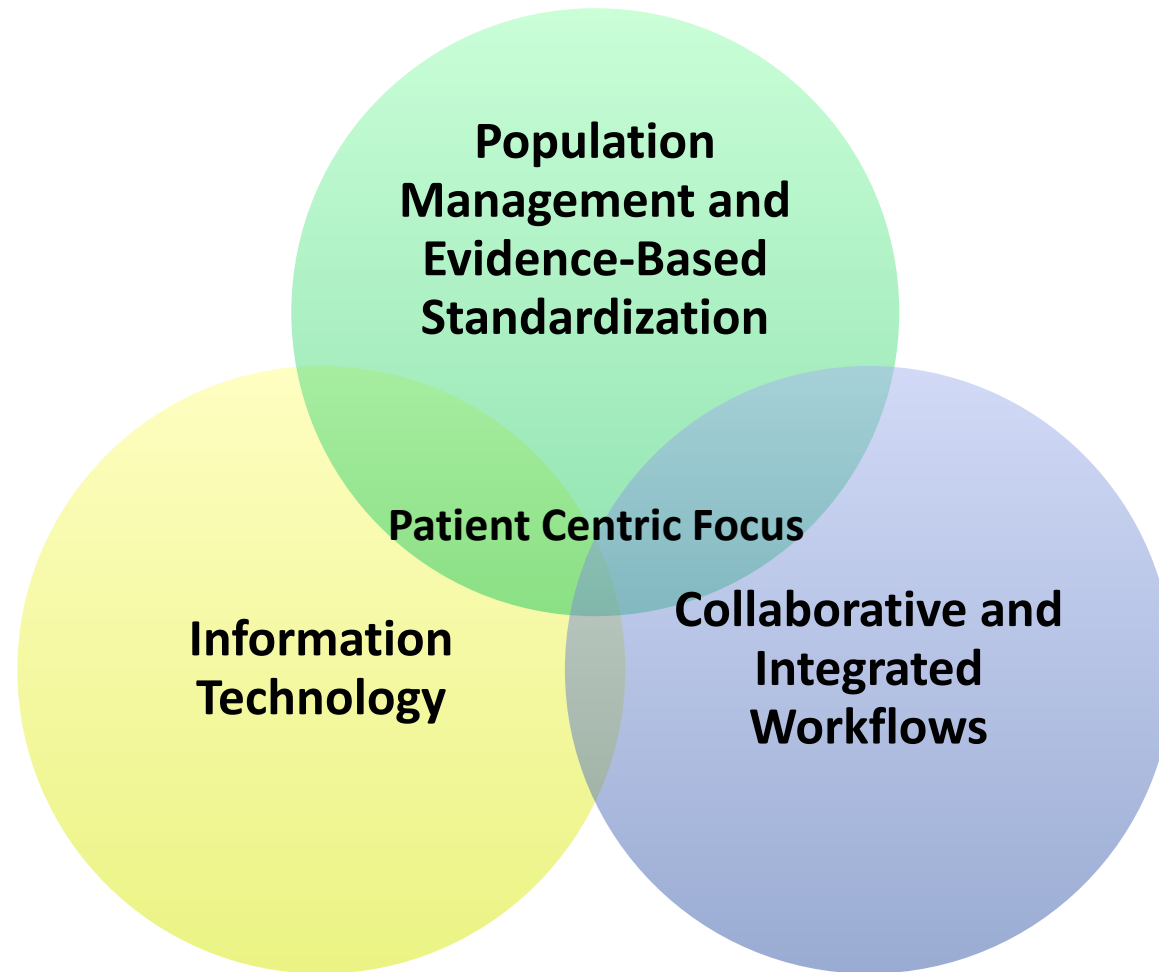 Population
Management and
Evidence-Based
Standardization
Patient Centric Focus
Information
Technology
Collaborative and
Integrated
Workflows